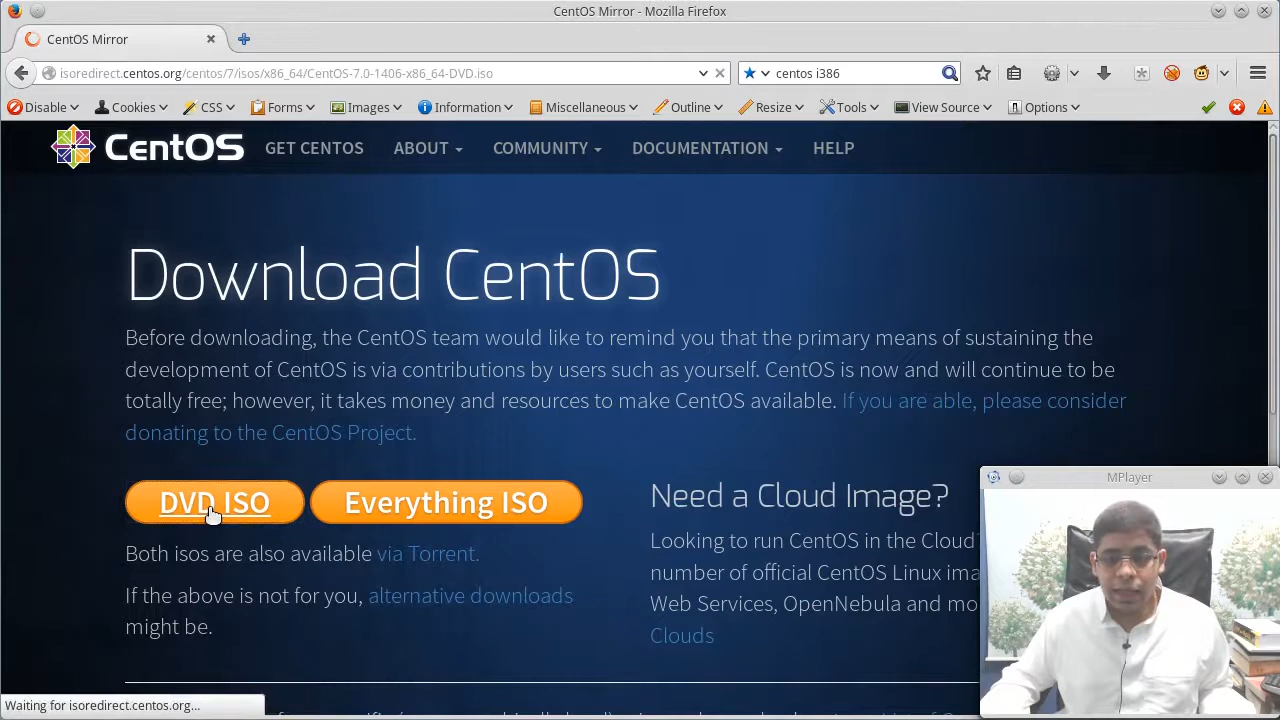 CentOS Mirror - Mozilla Firefox
CentOS Mirror
isoredirect.centos.org/centos/7/isos/x86_64/CentOS-7.0-1406-x86_64-DVD.iso
centos i386
Disable Cookies CSS Forms Images Information Miscellaneous Outline Resize Tools View Source Options
CentOS GET CENTOS ABOUT COMMUNITY DOCUMENTATION HELP
Download CentOS
Before downloading, the CentOS team would like to remind you that the primary means of sustaining the
development of CentOS is via contributions by users such as yourself. CentOS is now and will continue to be
totally free; however, it takes money and resources to make CentOS available. If you are able, please consider
donating to the CentOS Project.
DVD ISO Everything ISO
Both isos are also available via Torrent.
If the above is not for you, alternative downloads
might be.
Need a Cloud Image?
Looking to run CentOS in the Cloud
number of official CentOS Linux ima
Web Services, OpenNebula and mo
Clouds
MPlayer
Waiting for isoredirect.centos.org...